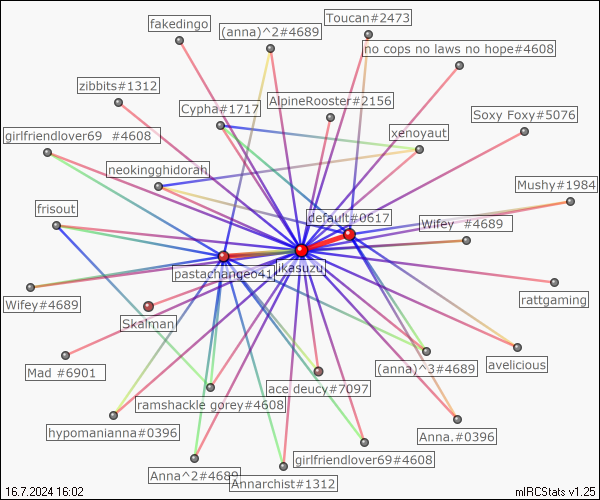 Toucan#2473
fakedingo
(anna)^2#4689
no cops no laws no hope#4608
zibbits#1312
AlpineRooster#2156
Cypha#1717
Soxy Foxy#5076
girlfriendlover69 #4608
xenoyaut
neokingghidorah
Mushy#1984
frisout
default#0617
Wifey #4689
pastachange041
ikasuzu
Wifey#4689
rattgaming
Skalman
Mad #6901
(anna)^3#4689
avelicious
ace deucy#7097
ramshackle gorey#4608
hypomanianna#0396
Anna.#0396
girlfriendlover69#4608
Anna^2#4689
Annarchist#1312
16.7.2024 16:02
mIRCStats v1.25